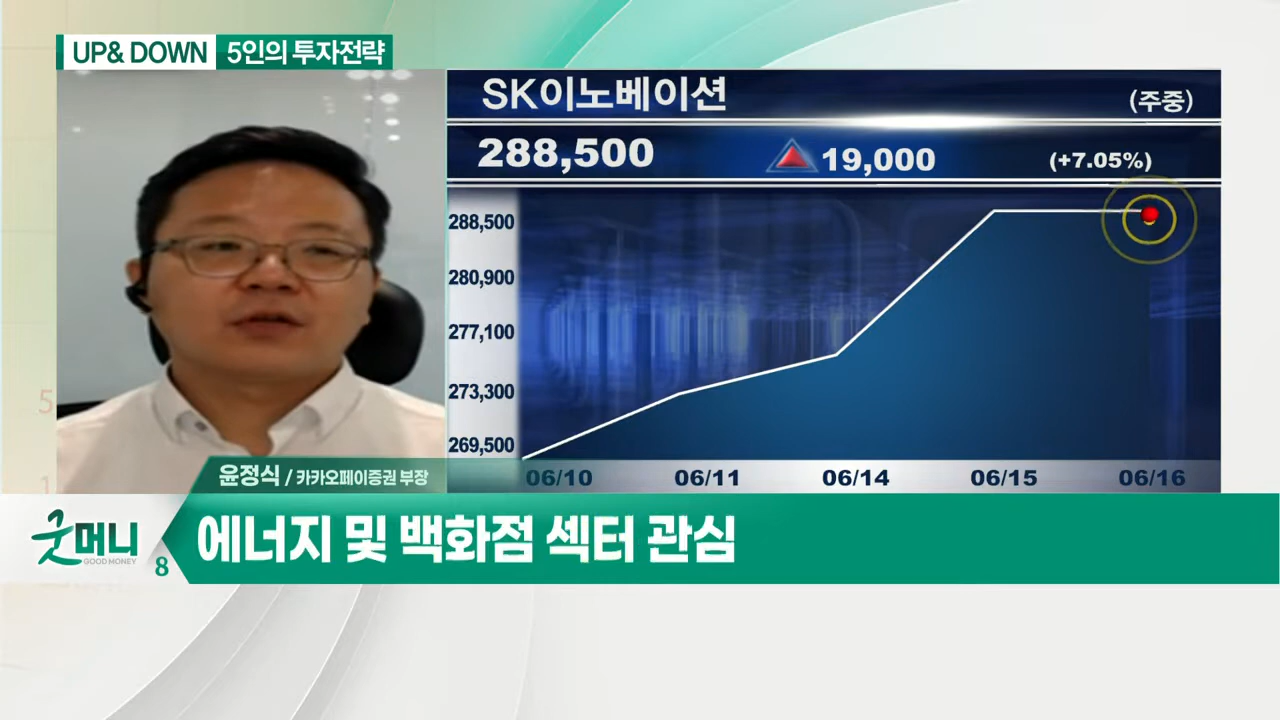 UP& DOWN 5인의 투자전략
SK이노베이션 (주중)
288,500 19,000 (+7.05%)
288,500
280,900
277,100
273,300
269,500
06/10 06/11 06/14 06/15 06/16
윤정식 / 카카오페이증권 부장
에너지 및 백화점 섹터 관심
굿머니
GOOD MONEY
8
5
1